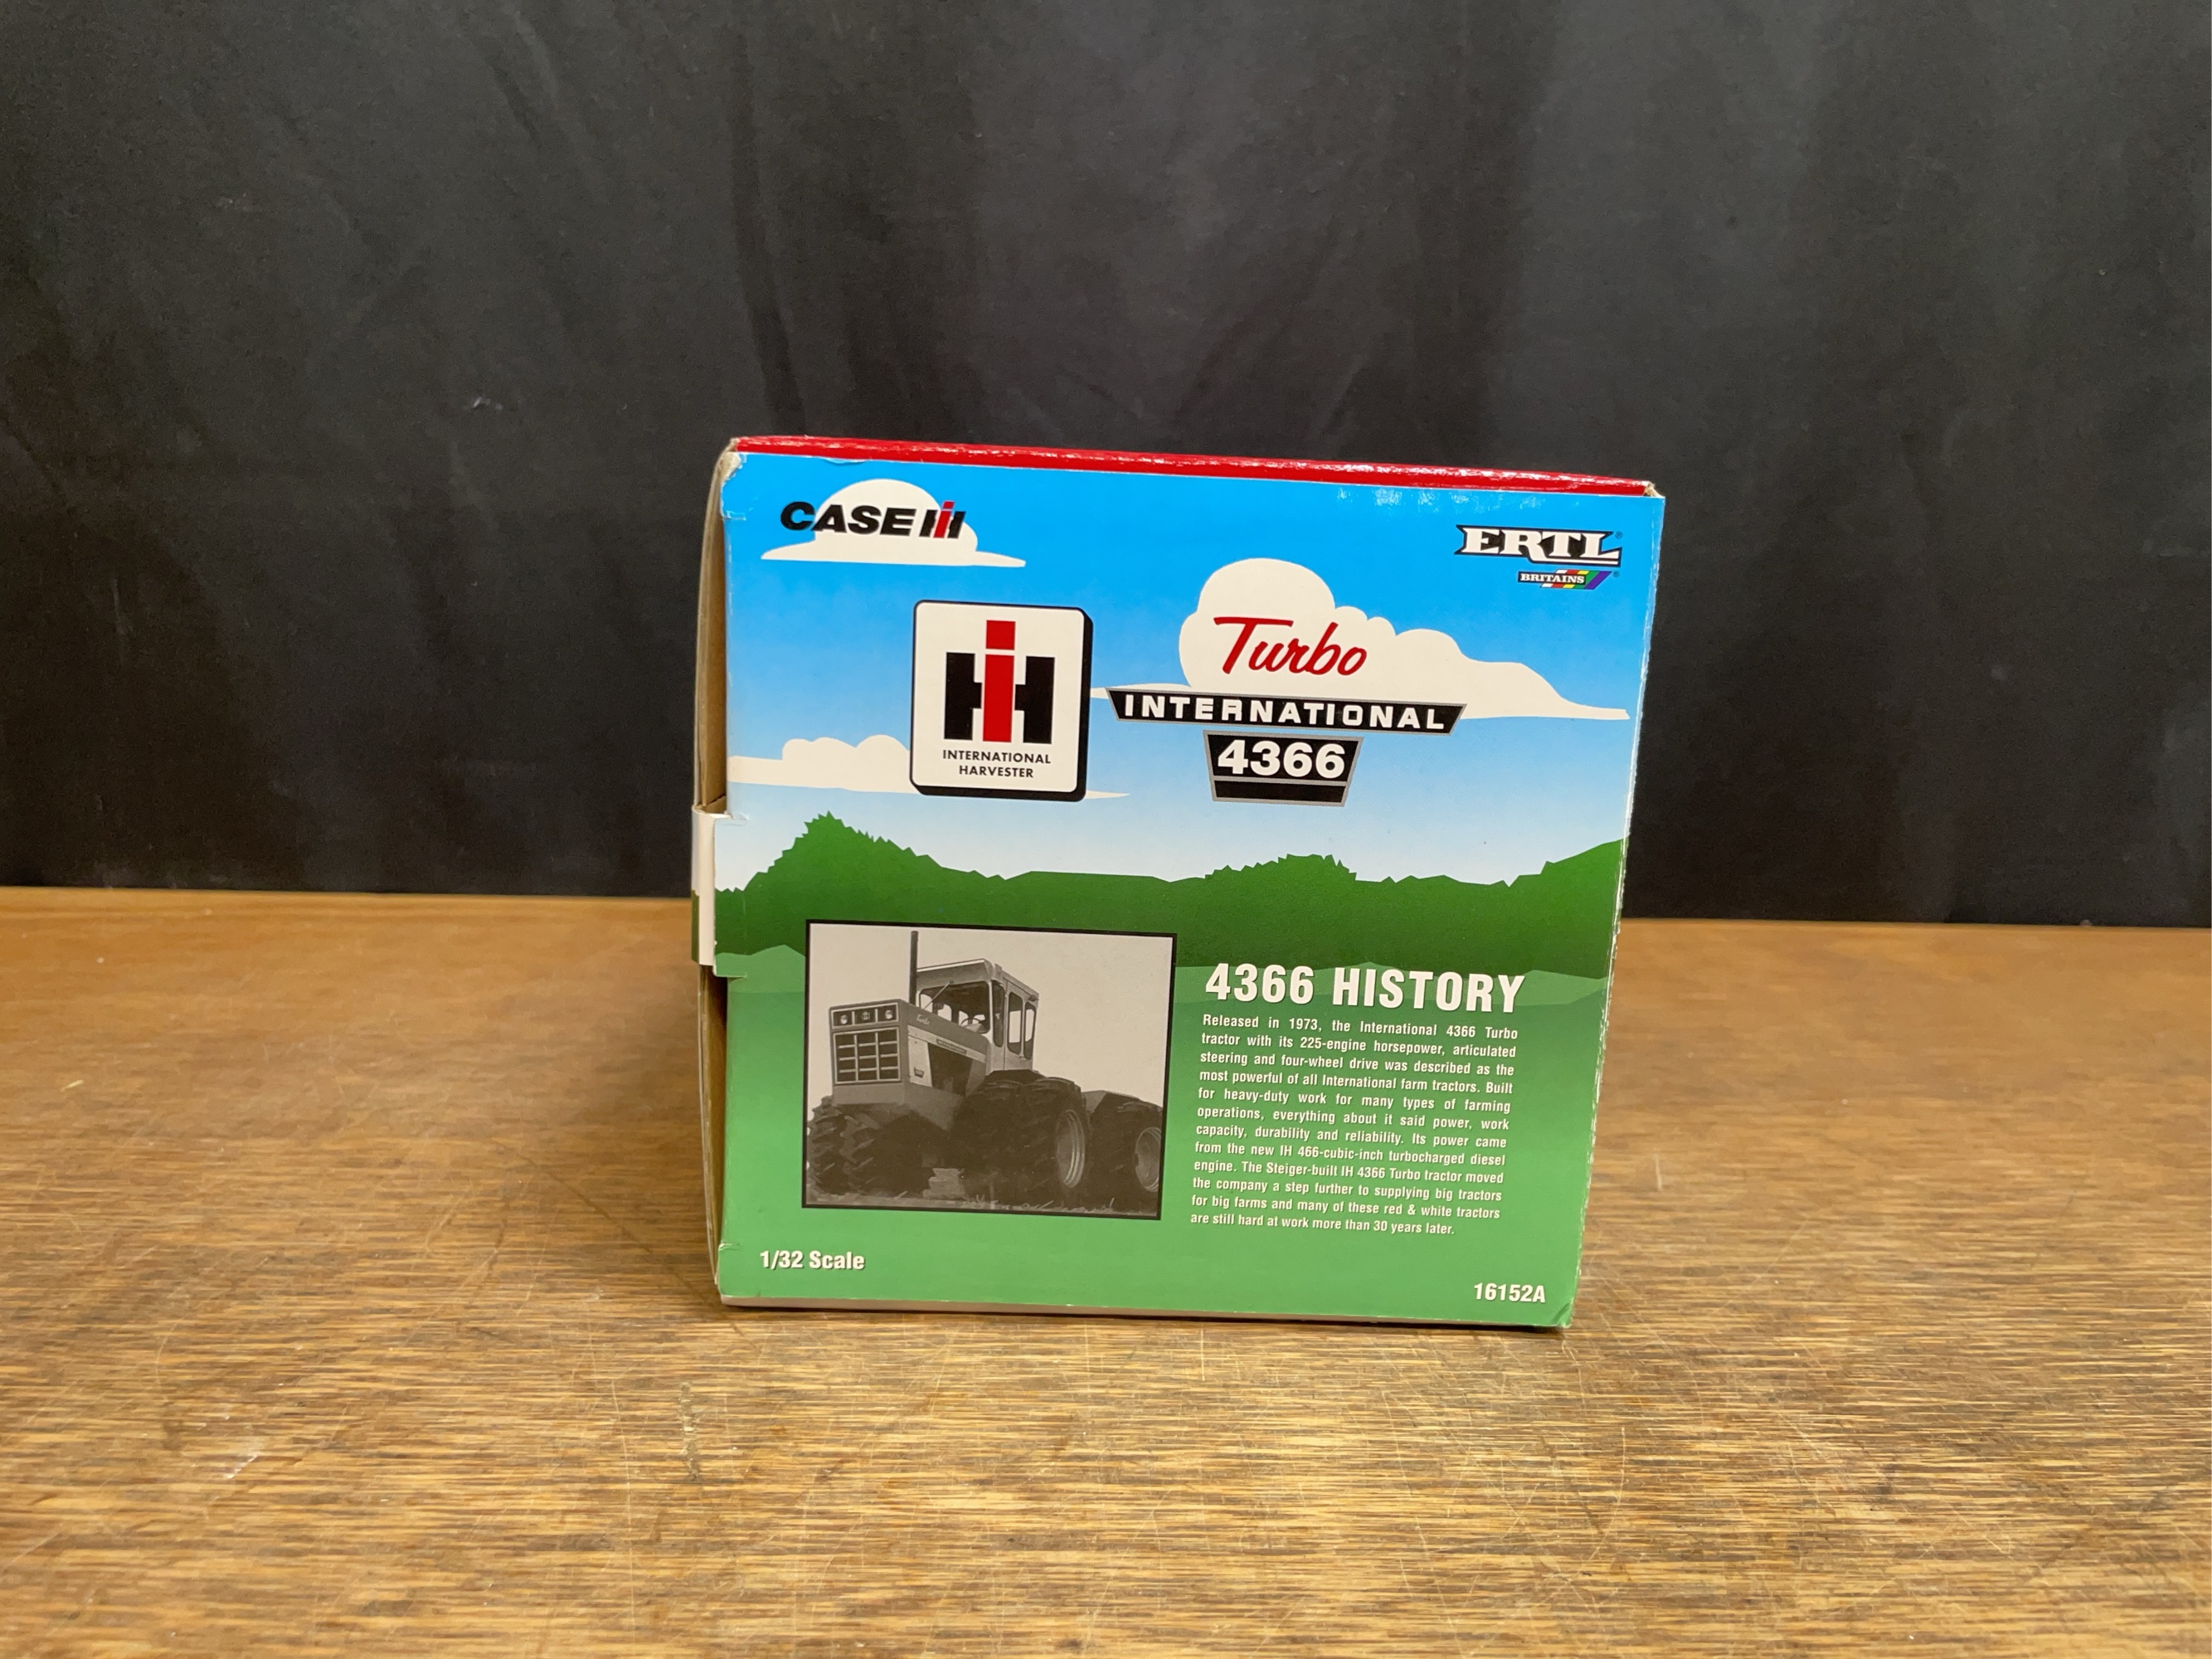 CASE IH
ERTL®
BRITAINS®
Turbo
INTERNATIONAL
4366
IH
INTERNATIONAL
HARVESTER
4366 HISTORY
Released in 1973, the International 4366 Turbo
tractor with its 225-engine horsepower, articulated
steering and four-wheel drive was described as the
most powerful of all International farm tractors. Built
for heavy-duty work for many types of farming
operations, everything about it said power, work
capacity, durability and reliability. Its power came
from the new IH 466-cubic-inch turbocharged diesel
engine. The Steiger-built IH 4366 Turbo tractor moved
the company a step further to supplying big tractors
for big farms and many of these red & white tractors
are still hard at work more than 30 years later.
Turbo
1/32 Scale
16152A